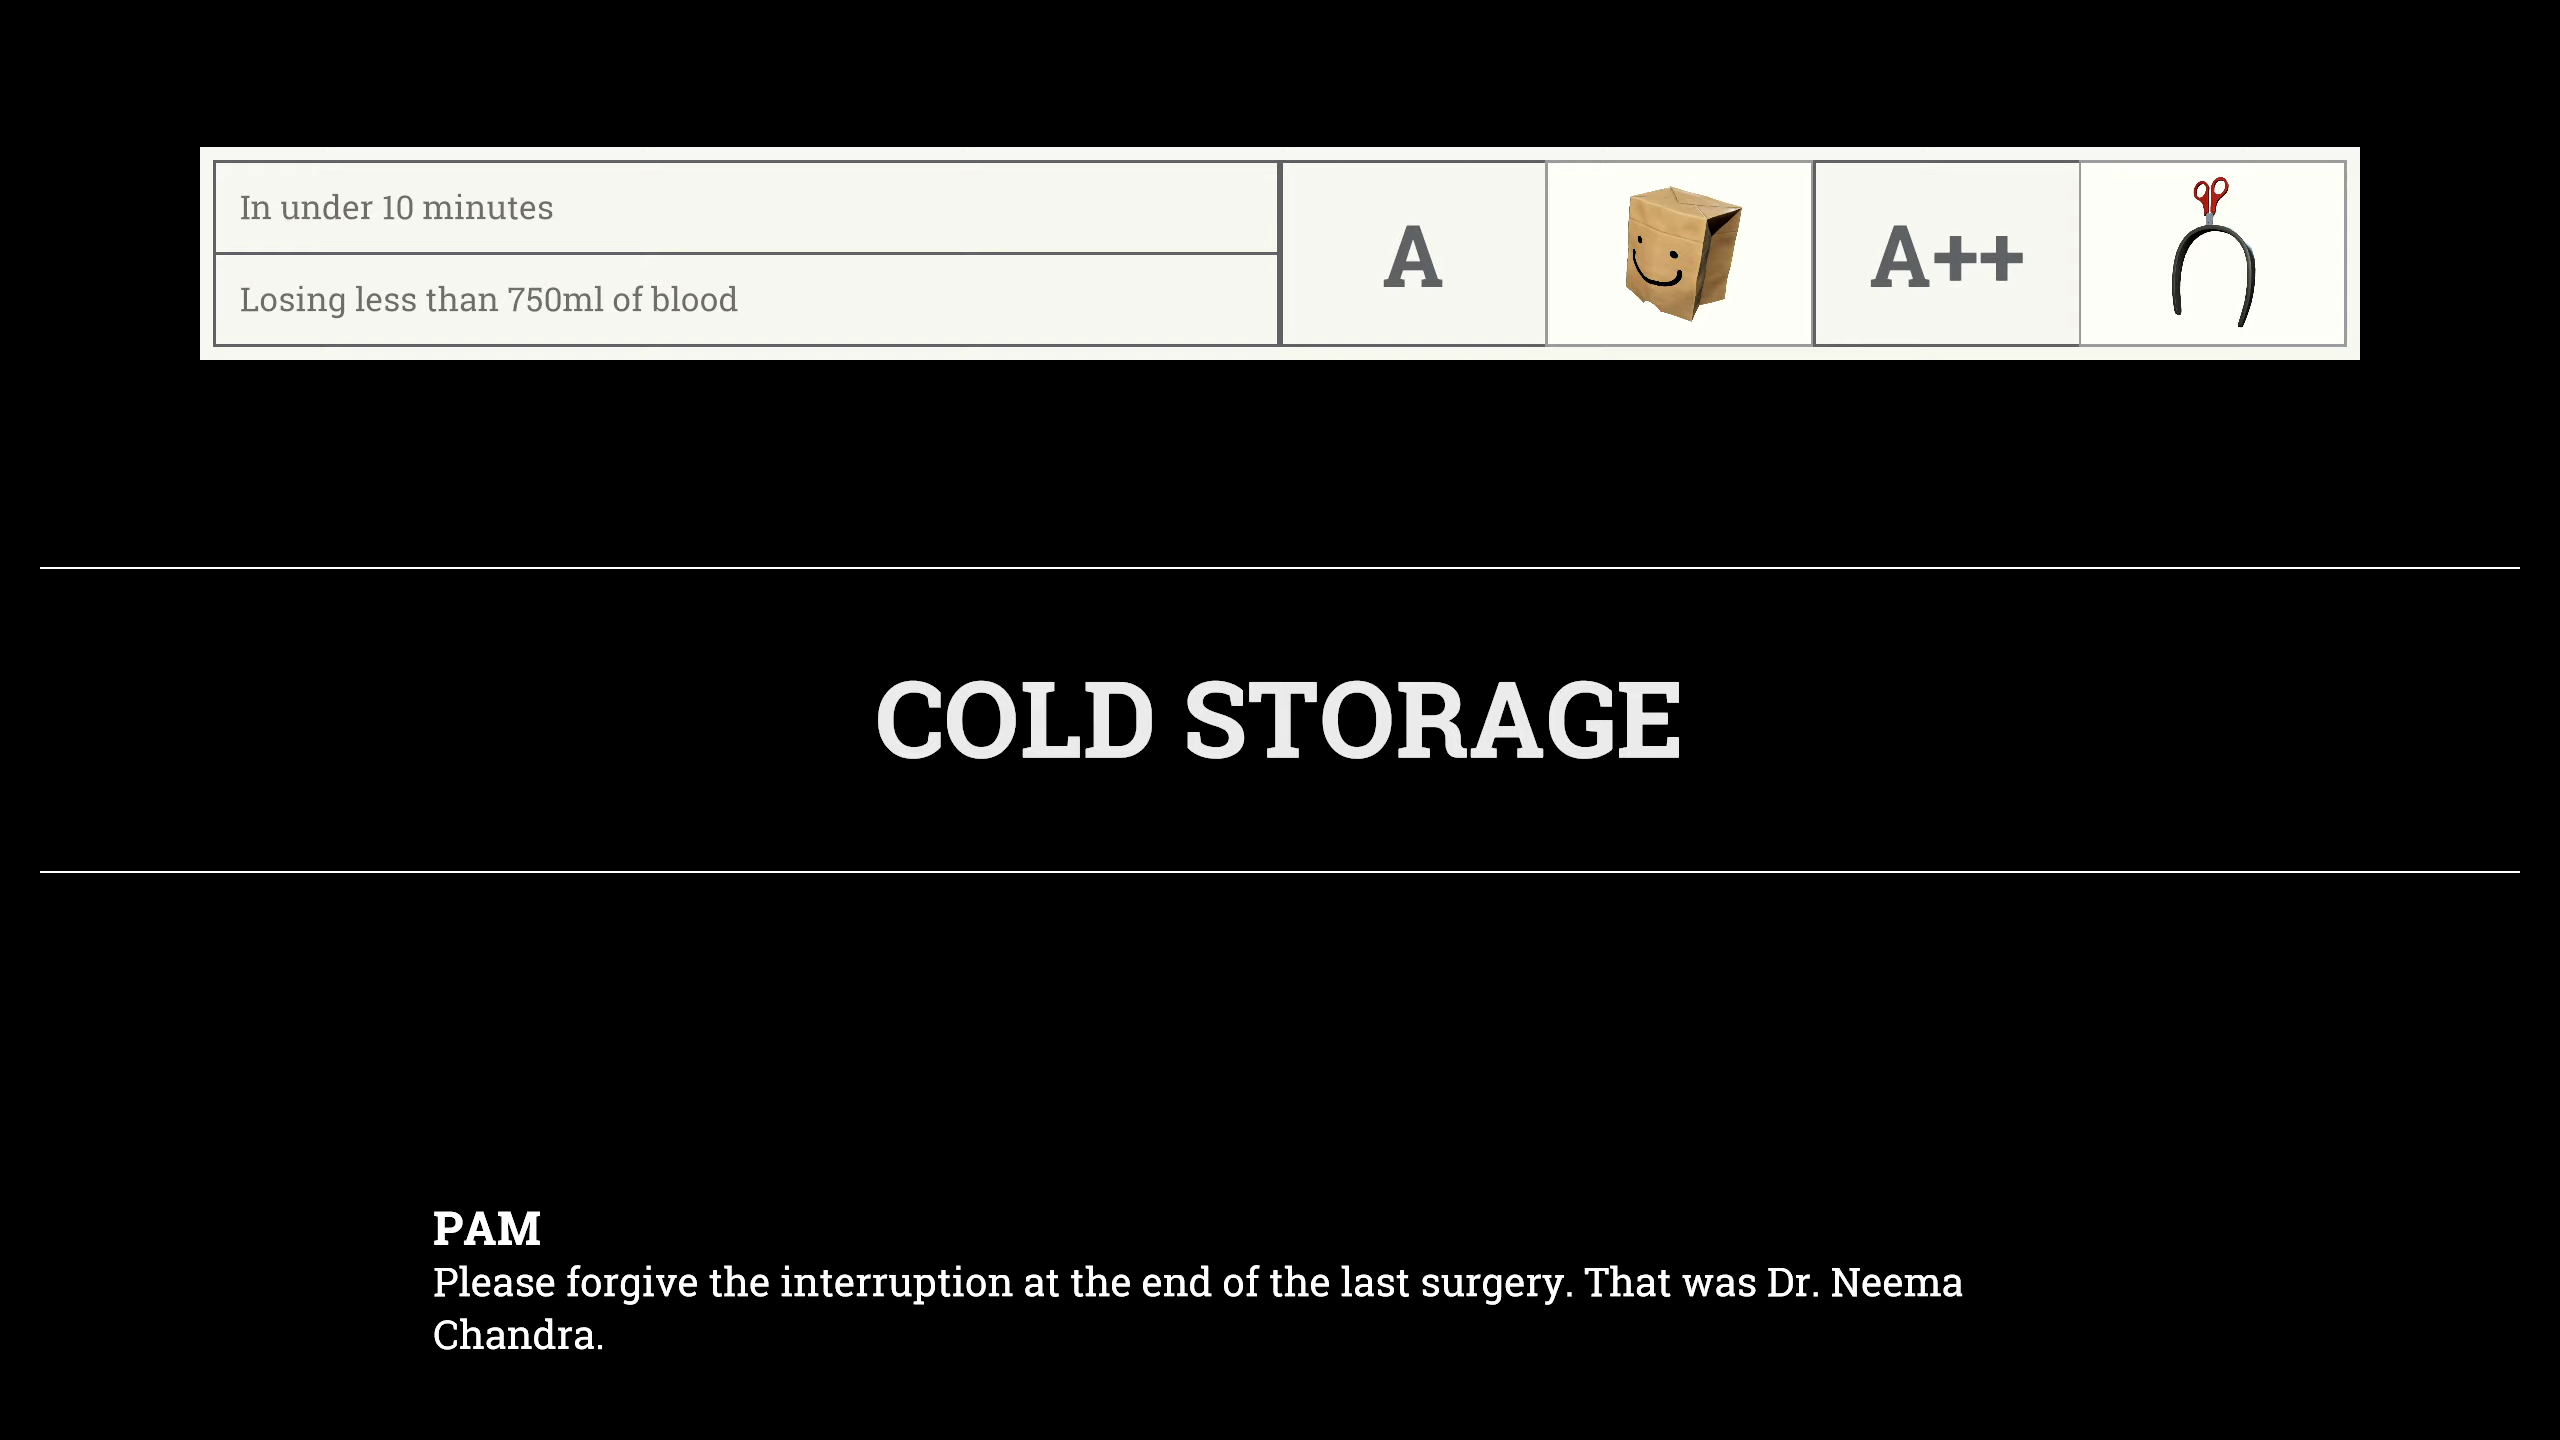 In under 10 minutes
Losing less than 750ml of blood
A
A++
COLD STORAGE
PAM
Please forgive the interruption at the end of the last surgery. That was Dr. Neema
Chandra.